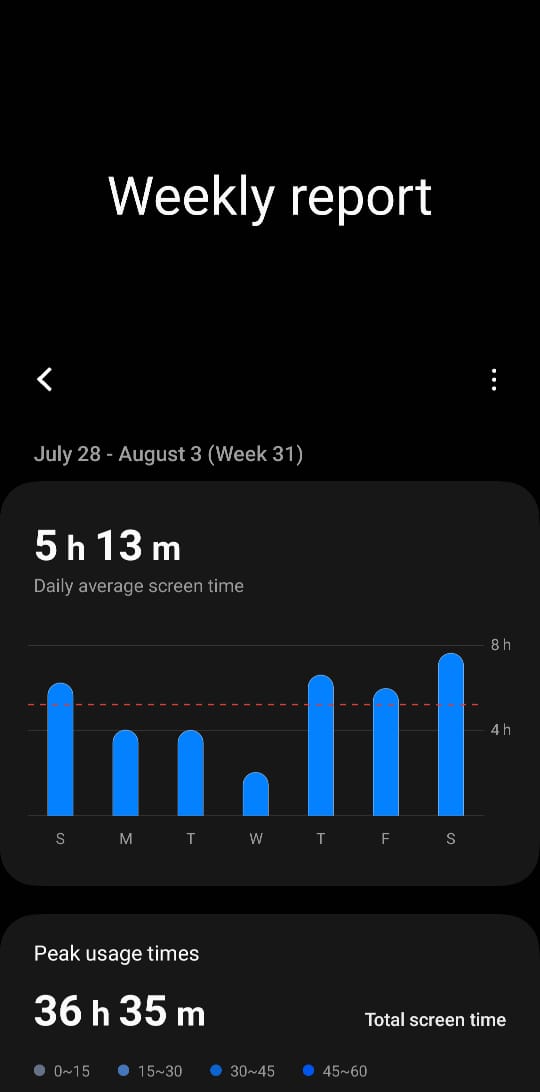 Weekly report
July 28 - August 3 (Week 31)
5 h 13 m
Daily average screen time
8 h
4 h
S M T W T F S
Peak usage times
36 h 35 m
Total screen time
0~15 15~30 30~45 45~60